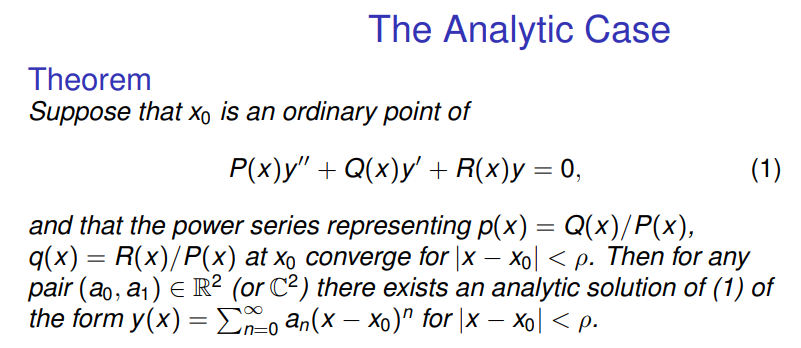 The Analytic Case
Theorem
Suppose that x₀ is an ordinary point of
P(x)y″ + Q(x)y′ + R(x)y = 0, (1)
and that the power series representing p(x) = Q(x)/P(x),
q(x) = R(x)/P(x) at x₀ converge for |x − x₀| < ρ. Then for any
pair (a₀, a₁) ∈ ℝ² (or ℂ²) there exists an analytic solution of (1) of
the form y(x) = ∑ₙ₌₀^∞ aₙ(x − x₀)ⁿ for |x − x₀| < ρ.